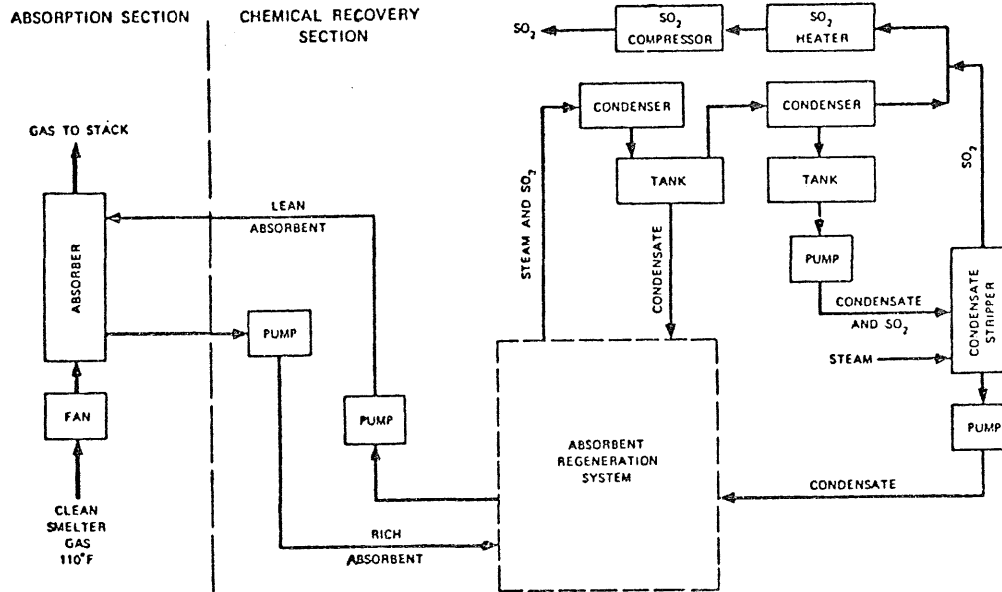 ABSORPTION SECTION
CHEMICAL RECOVERY
SECTION
SO2
SO2
COMPRESSOR
SO2
HEATER
CONDENSER
CONDENSER
GAS TO STACK
TANK
TANK
SO2
LEAN
ABSORBENT
STEAM AND SO2
CONDENSATE
ABSORBER
PUMP
CONDENSATE
AND SO2
CONDENSATE
STRIPPER
PUMP
STEAM
FAN
PUMP
PUMP
ABSORBENT
REGENERATION
SYSTEM
CONDENSATE
CLEAN
SMELTER
GAS
110°F
RICH
ABSORBENT